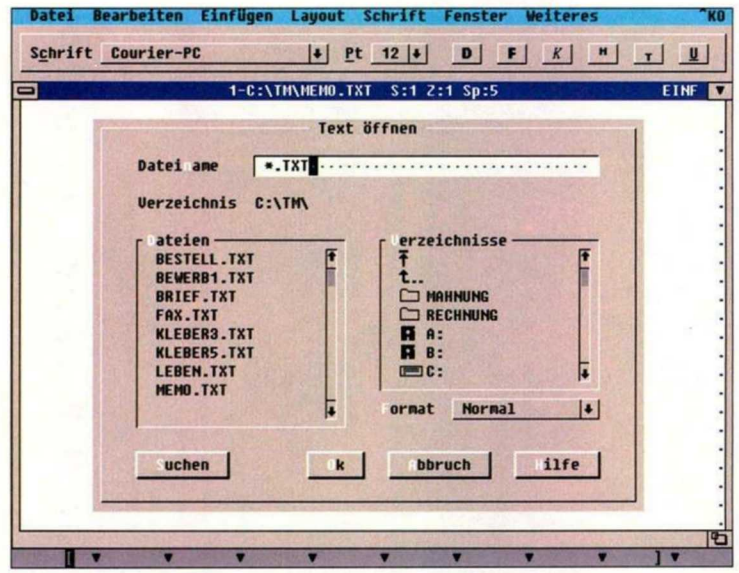 Datei Bearbeiten Einfügen Layout Schrift Fenster Weiteres ^KO
Schrift Courier-PC Pt 12 D F K H T U
1-C:\TM\MEMO.TXT S:1 Z:1 Sp:5 EINF
Text öffnen
Dateiname *.TXT
Verzeichnis C:\TM\
Dateien
BESTELL.TXT
BEWERB1.TXT
BRIEF.TXT
FAX.TXT
KLEBER3.TXT
KLEBER5.TXT
LEBEN.TXT
MEMO.TXT
Verzeichnisse
..
MAHNUNG
RECHNUNG
A:
B:
C:
Format Normal
Suchen Ok Abbruch Hilfe